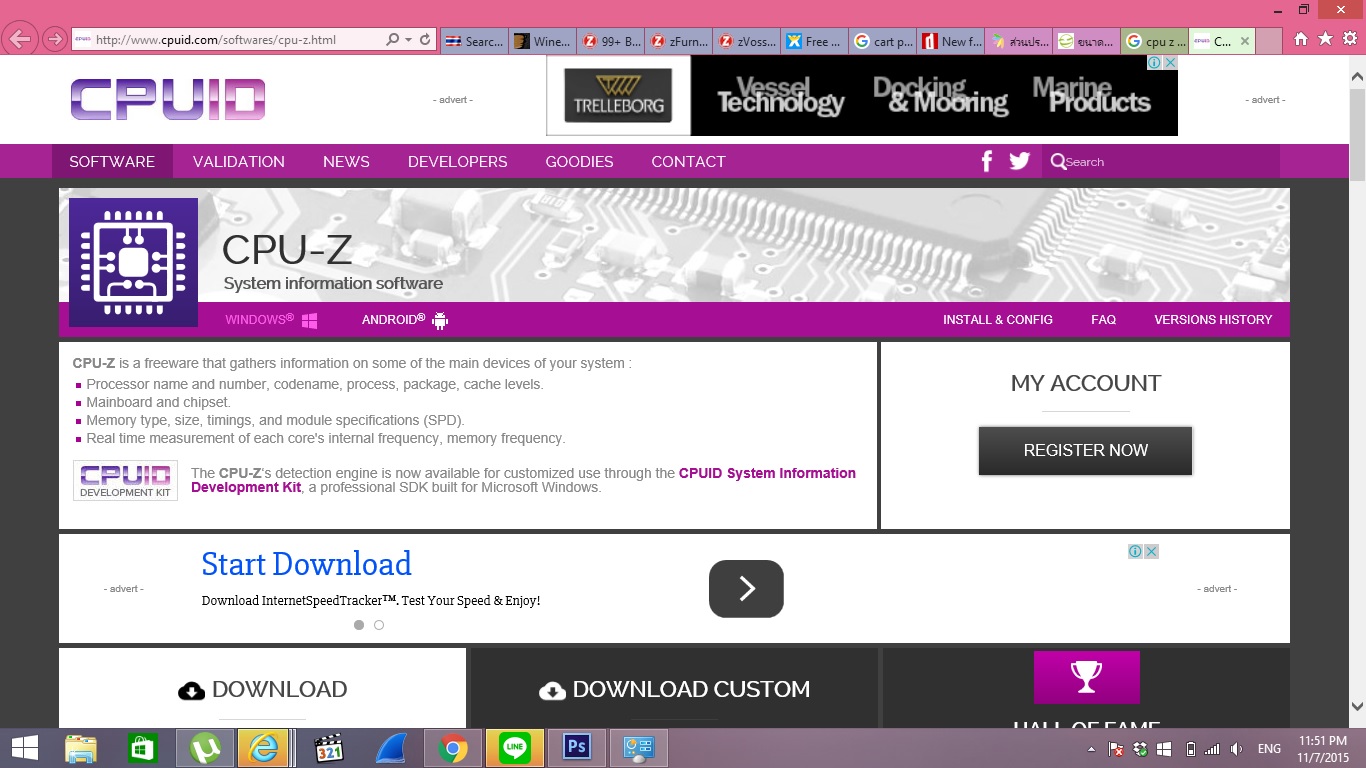 http://www.cpuid.com/softwares/cpu-z.html
Searc...
Wine...
99+ B...
zFurn...
zVoss...
Free ...
cart p...
New f...
ส่วนประ...
ขนาด...
cpu z ...
C...
CPUID
- advert -
TRELLEBORG
Vessel Technology
Docking & Mooring
Marine Products
- advert -
SOFTWARE
VALIDATION
NEWS
DEVELOPERS
GOODIES
CONTACT
Search
CPU-Z
System information software
WINDOWS®
ANDROID®
INSTALL & CONFIG
FAQ
VERSIONS HISTORY
CPU-Z is a freeware that gathers information on some of the main devices of your system :
Processor name and number, codename, process, package, cache levels.
Mainboard and chipset.
Memory type, size, timings, and module specifications (SPD).
Real time measurement of each core's internal frequency, memory frequency.
CPUID
DEVELOPMENT KIT
The CPU-Z's detection engine is now available for customized use through the CPUID System Information
Development Kit, a professional SDK built for Microsoft Windows.
MY ACCOUNT
REGISTER NOW
- advert -
Start Download
Download InternetSpeedTracker™. Test Your Speed & Enjoy!
- advert -
DOWNLOAD
DOWNLOAD CUSTOM
HALL OF FAME
321
LINE
Ps
ENG
11:51 PM
11/7/2015